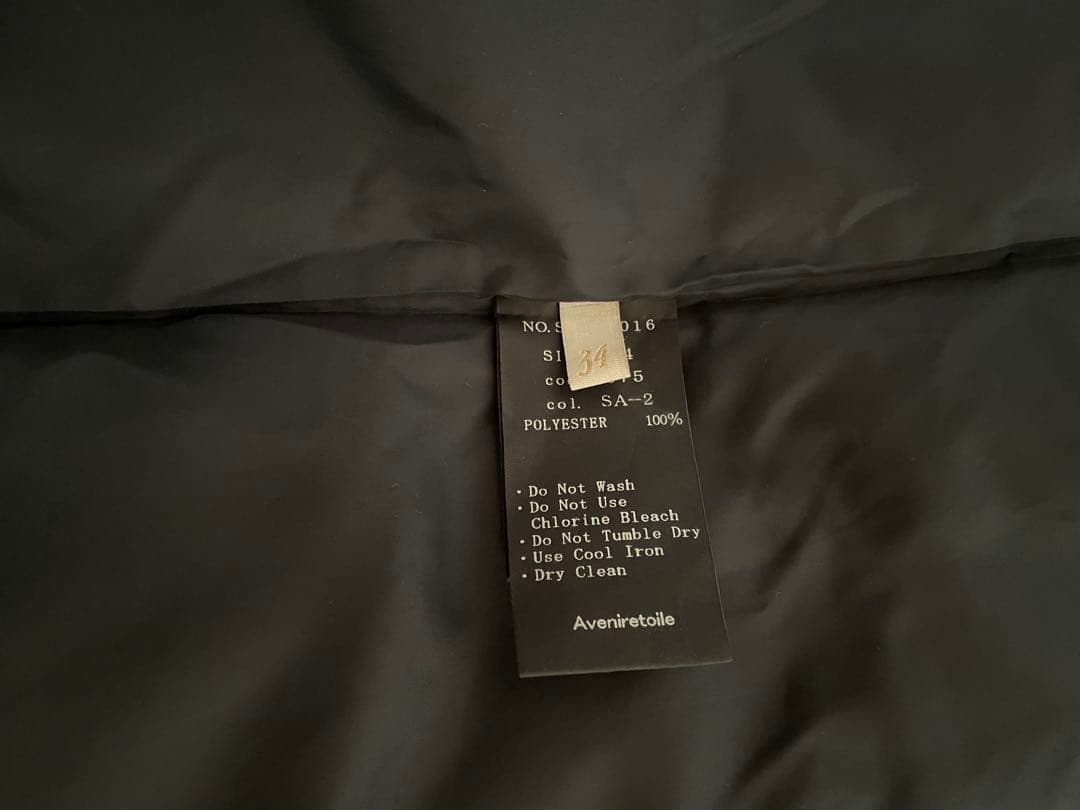 NO. 016
34
col. SA-2
POLYESTER 100%
・Do Not Wash
・Do Not Use
Chlorine Bleach
・Do Not Tumble Dry
・Use Cool Iron
・Dry Clean
Aveniretoile